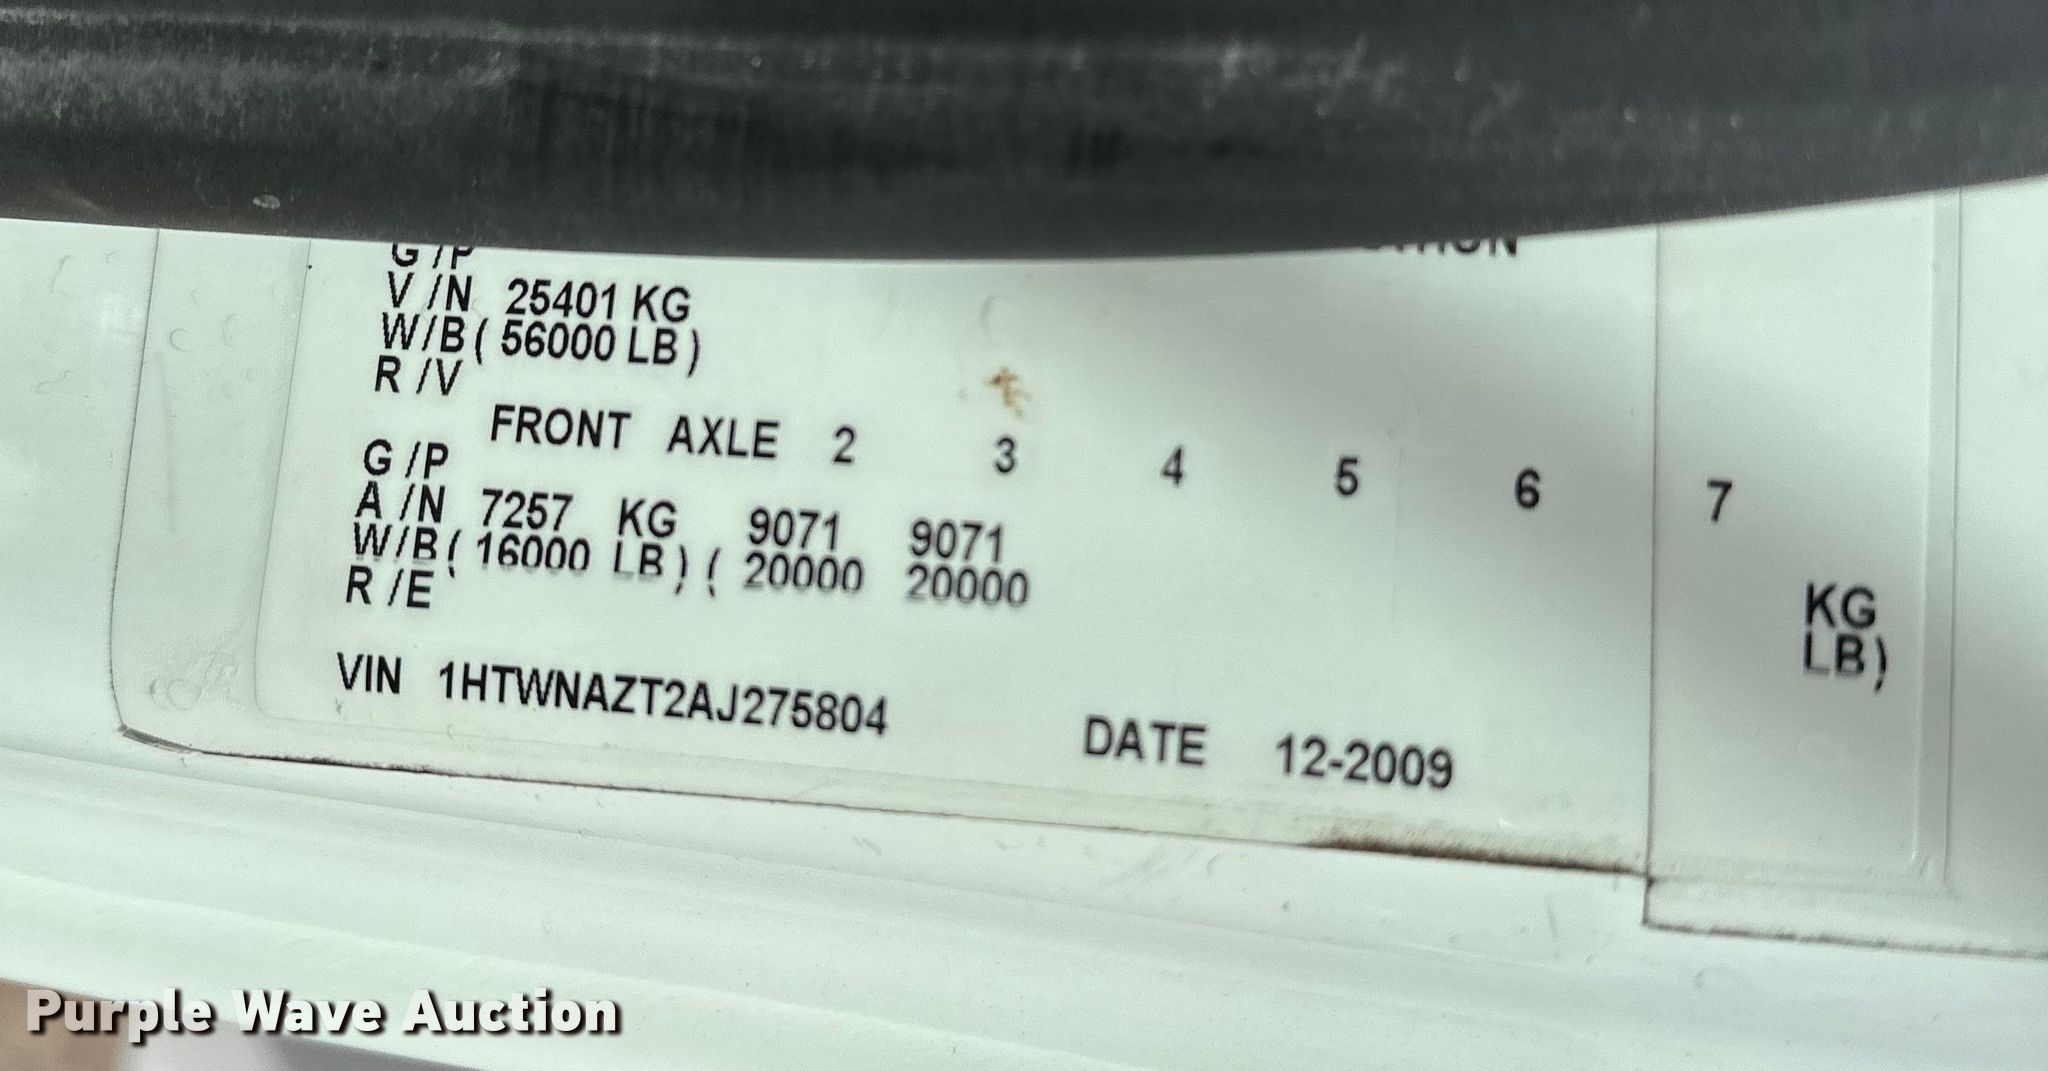 G/P
V/N 25401 KG
W/B ( 56000 LB )
R/V
FRONT AXLE 2 3 4 5 6 7
G/P
A/N 7257 KG 9071 9071 KG
W/B ( 16000 LB ) ( 20000 20000 LB )
R/E
VIN 1HTWNAZT2AJ275804
DATE 12-2009
Purple Wave Auction